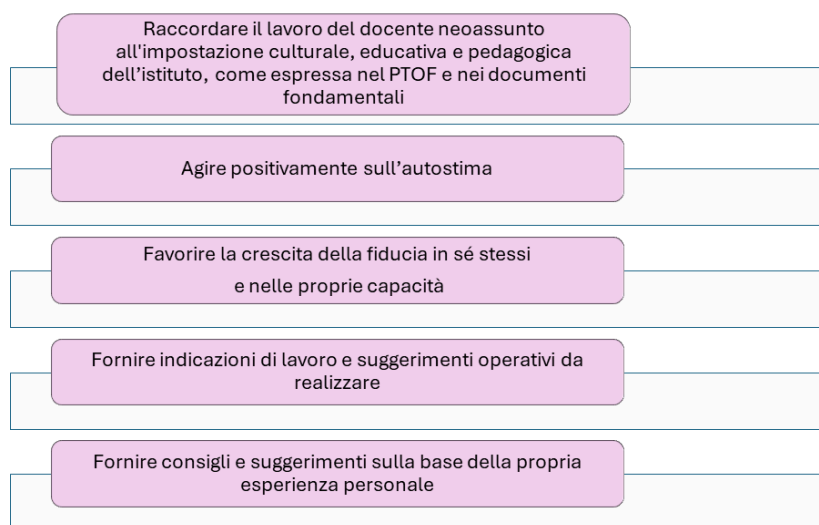 Raccordare il lavoro del docente neoassunto
all'impostazione culturale, educativa e pedagogica
dell’istituto, come espressa nel PTOF e nei documenti
fondamentali
Agire positivamente sull’autostima
Favorire la crescita della fiducia in sé stessi
e nelle proprie capacità
Fornire indicazioni di lavoro e suggerimenti operativi da
realizzare
Fornire consigli e suggerimenti sulla base della propria
esperienza personale